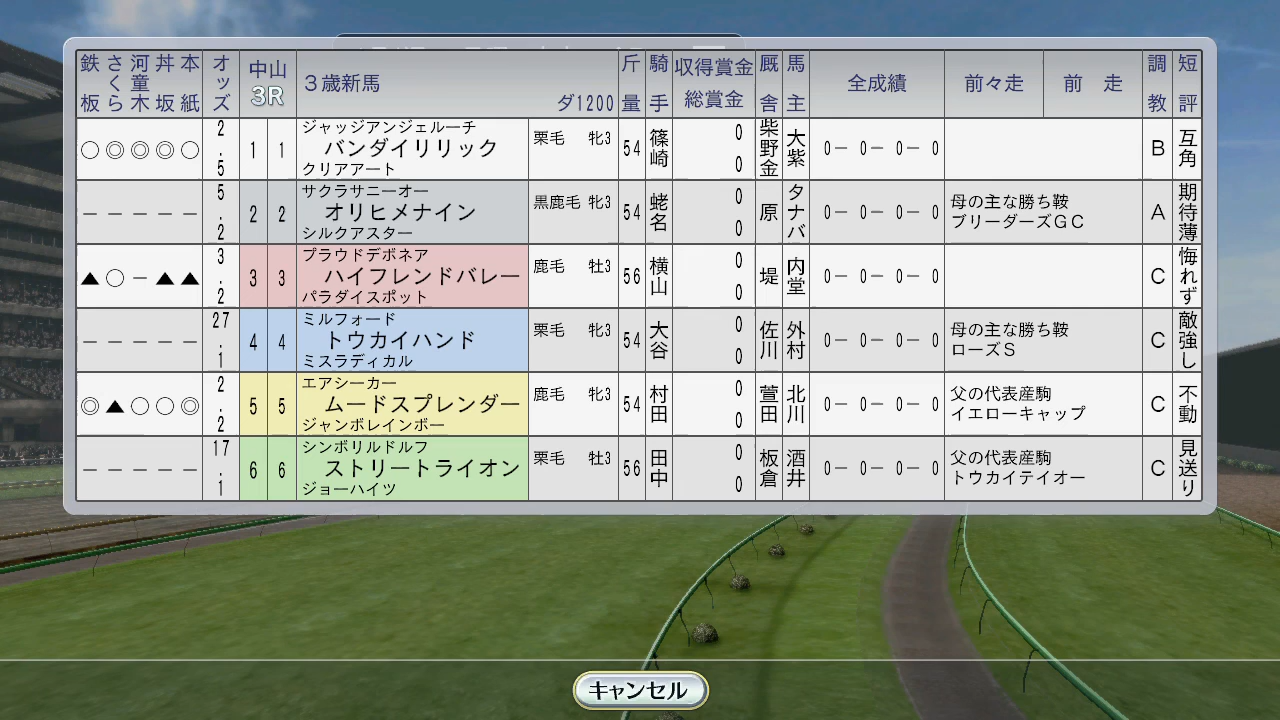 鉄板 さくら 河童木 丼坂 本紙 オッズ 中山 3R 3歳新馬 ダ1200 斤量 騎手 収得賞金 総賞金 厩舎 馬主 全成績 前々走 前 走 調教 短評
○ ◎ ◎ ◎ ○ 2.5 1 1 ジャッジアンジェルーチ
バンダイリリック 栗毛 牝3 54 篠崎 0 0 柴野金 大紫 0- 0- 0- 0 B 互角
クリアアート
- - - - - 5.2 2 2 サクラサニーオー
オリヒメナイン 黒鹿毛 牝3 54 蛯名 0 0 原 タナバ 0- 0- 0- 0 母の主な勝ち鞍 ブリーダーズGC A 期待薄
シルクアスター
▲ ○ - ▲ ▲ 3.2 3 3 プラウドデボネア
ハイフレンドバレー 鹿毛 牡3 56 横山 0 0 堤 内堂 0- 0- 0- 0 C 侮れず
パラダイスポット
- - - - - 27.1 4 4 ミルフォード
トウカイハンド 栗毛 牝3 54 大谷 0 0 佐川 外村 0- 0- 0- 0 母の主な勝ち鞍 ローズS C 敵強し
ミスラディカル
◎ ▲ ○ ○ ◎ 2.2 5 5 エアシーカー
ムードスプレンダー 鹿毛 牝3 54 村田 0 0 萱田 北川 0- 0- 0- 0 父の代表産駒 イエローキャップ C 不動
ジャンボレインボー
- - - - - 17.1 6 6 シンボリルドルフ
ストリートライオン 栗毛 牡3 56 田中 0 0 板倉 酒井 0- 0- 0- 0 父の代表産駒 トウカイテイオー C 見送り
ジョーハイツ
キャンセル